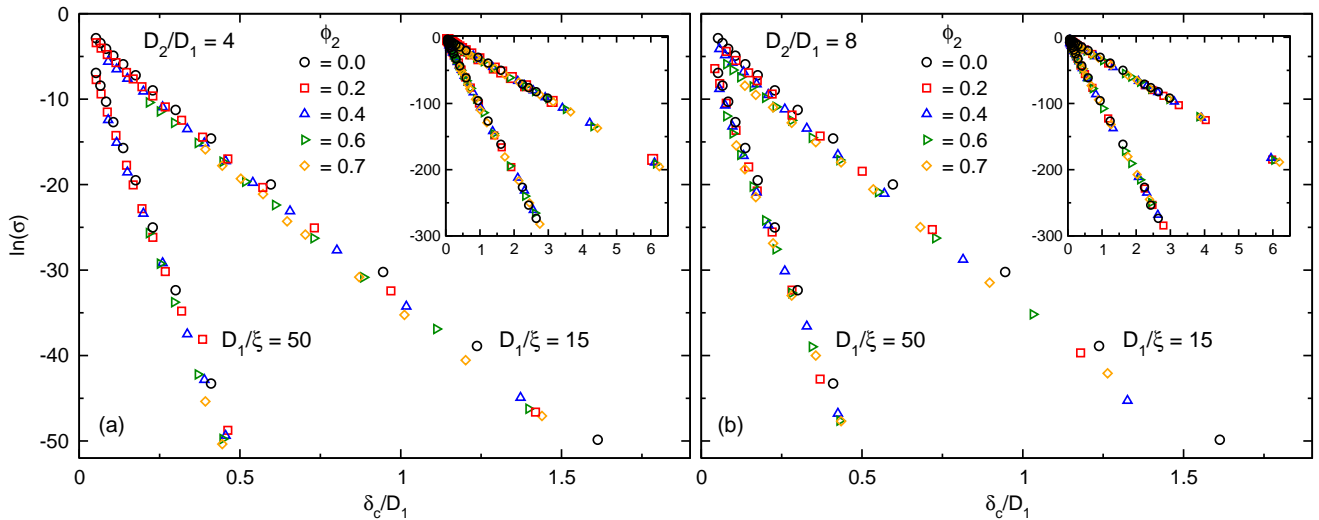 ln(σ)
0
-10
-20
-30
-40
-50
0
0.5
1
1.5
δc/D1
D2/D1 = 4
ϕ2
= 0.0
= 0.2
= 0.4
= 0.6
= 0.7
D1/ξ = 50
D1/ξ = 15
(a)
0
-100
-200
-300
0 1 2 3 4 5 6
D2/D1 = 8
ϕ2
= 0.0
= 0.2
= 0.4
= 0.6
= 0.7
D1/ξ = 50
D1/ξ = 15
(b)
0
-100
-200
-300
0 1 2 3 4 5 6
0
0.5
1
1.5
δc/D1